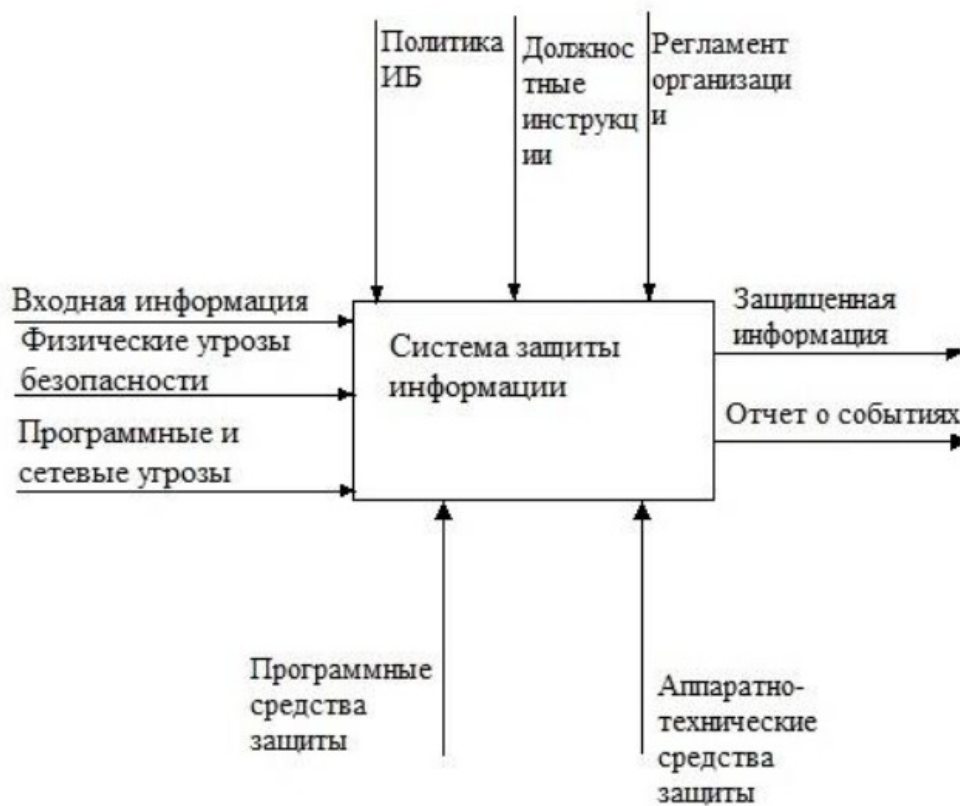 Политика
ИБ
Должнос
тные
инструкц
ии
Регламент
организаци
и
Входная информация
Физические угрозы
безопасности
Программные и
сетевые угрозы
Система защиты
информации
Защищенная
информация
Отчет о событиях
Программные
средства
защиты
Аппаратно-
технические
средства
защиты